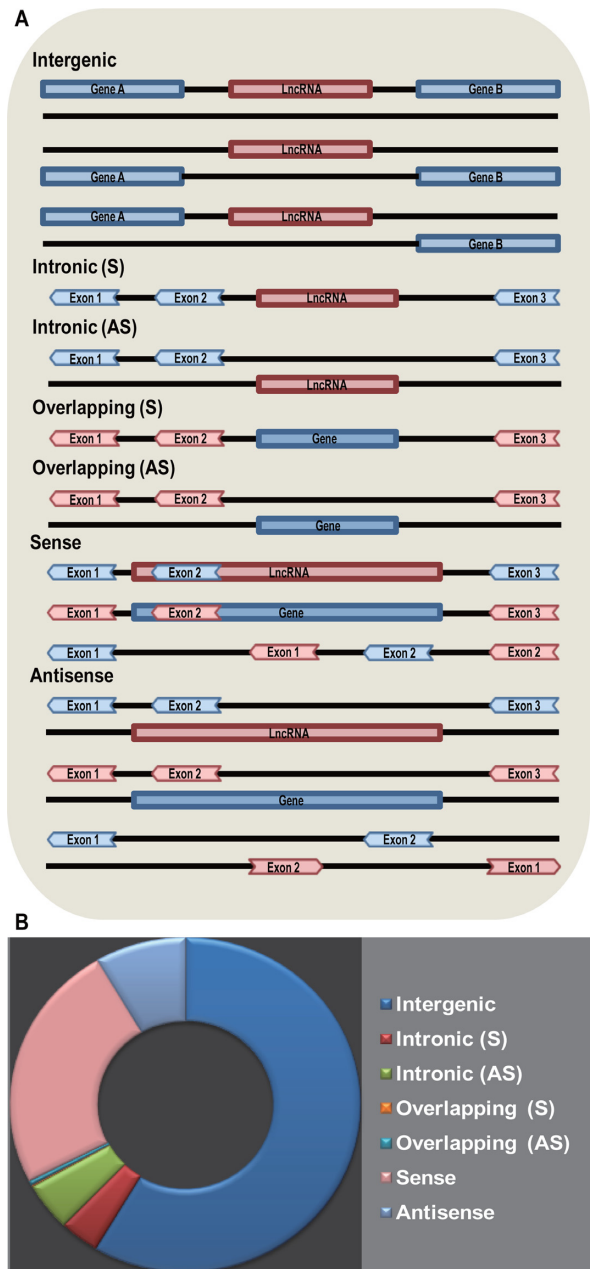 A
Intergenic
Gene A LncRNA Gene B
LncRNA
Gene A Gene B
Gene A LncRNA
Gene B
Intronic (S)
Exon 1 Exon 2 LncRNA Exon 3
Intronic (AS)
Exon 1 Exon 2 Exon 3
LncRNA
Overlapping (S)
Exon 1 Exon 2 Gene Exon 3
Overlapping (AS)
Exon 1 Exon 2 Exon 3
Gene
Sense
Exon 1 Exon 2 LncRNA Exon 3
Exon 1 Exon 2 Gene Exon 3
Exon 1 Exon 1 Exon 2 Exon 2
Antisense
Exon 1 Exon 2 Exon 3
LncRNA
Exon 1 Exon 2 Exon 3
Gene
Exon 1 Exon 2
Exon 2 Exon 1
B
Intergenic
Intronic (S)
Intronic (AS)
Overlapping (S)
Overlapping (AS)
Sense
Antisense